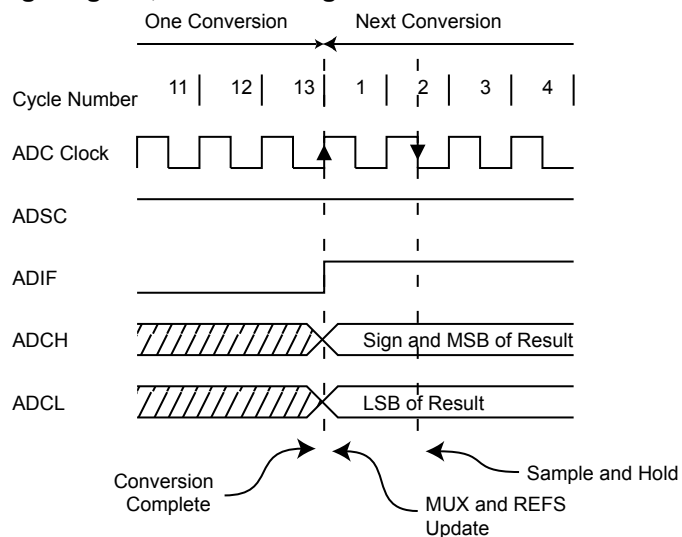 One Conversion Next Conversion
Cycle Number 11 12 13 1 2 3 4
ADC Clock
ADSC
ADIF
ADCH Sign and MSB of Result
ADCL LSB of Result
Conversion
Complete
MUX and REFS
Update
Sample and Hold